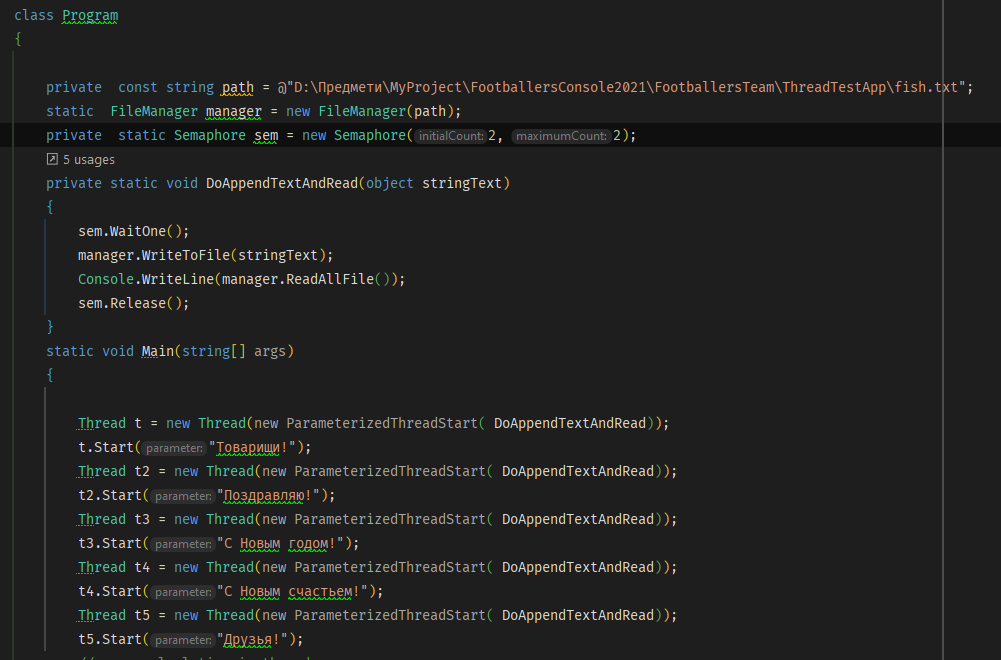 class Program
{
private const string path = @"D:\Предмети\MyProject\FootballersConsole2021\FootballersTeam\ThreadTestApp\fish.txt";
static FileManager manager = new FileManager(path);
private static Semaphore sem = new Semaphore( initialCount: 2, maximumCount: 2);
5 usages
private static void DoAppendTextAndRead(object stringText)
{
sem.WaitOne();
manager.WriteToFile(stringText);
Console.WriteLine(manager.ReadAllFile());
sem.Release();
}
static void Main(string[] args)
{
Thread t = new Thread(new ParameterizedThreadStart( DoAppendTextAndRead));
t.Start( parameter: "Товарищи!");
Thread t2 = new Thread(new ParameterizedThreadStart( DoAppendTextAndRead));
t2.Start( parameter: "Поздравляю!");
Thread t3 = new Thread(new ParameterizedThreadStart( DoAppendTextAndRead));
t3.Start( parameter: "С Новым годом!");
Thread t4 = new Thread(new ParameterizedThreadStart( DoAppendTextAndRead));
t4.Start( parameter: "С Новым счастьем!");
Thread t5 = new Thread(new ParameterizedThreadStart( DoAppendTextAndRead));
t5.Start( parameter: "Друзья!");